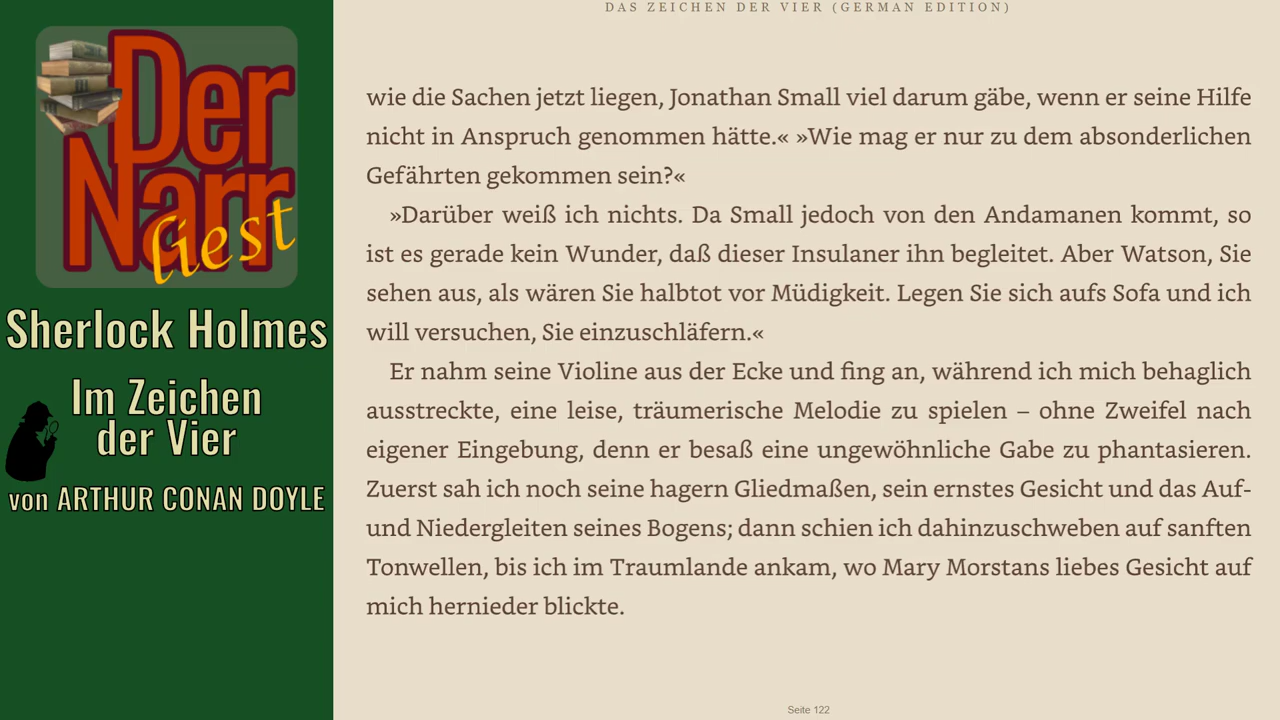 Der
Narr
liest
Sherlock Holmes
Im Zeichen
der Vier
von ARTHUR CONAN DOYLE
DAS ZEICHEN DER VIER (GERMAN EDITION)
wie die Sachen jetzt liegen, Jonathan Small viel darum gäbe, wenn er seine Hilfe
nicht in Anspruch genommen hätte.« »Wie mag er nur zu dem absonderlichen
Gefährten gekommen sein?«
»Darüber weiß ich nichts. Da Small jedoch von den Andamanen kommt, so
ist es gerade kein Wunder, daß dieser Insulaner ihn begleitet. Aber Watson, Sie
sehen aus, als wären Sie halbtot vor Müdigkeit. Legen Sie sich aufs Sofa und ich
will versuchen, Sie einzuschläfern.«
Er nahm seine Violine aus der Ecke und fing an, während ich mich behaglich
ausstreckte, eine leise, träumerische Melodie zu spielen – ohne Zweifel nach
eigener Eingebung, denn er besaß eine ungewöhnliche Gabe zu phantasieren.
Zuerst sah ich noch seine hagern Gliedmaßen, sein ernstes Gesicht und das Auf-
und Niedergleiten seines Bogens; dann schien ich dahinzuschweben auf sanften
Tonwellen, bis ich im Traumlande ankam, wo Mary Morstans liebes Gesicht auf
mich hernieder blickte.
Seite 122